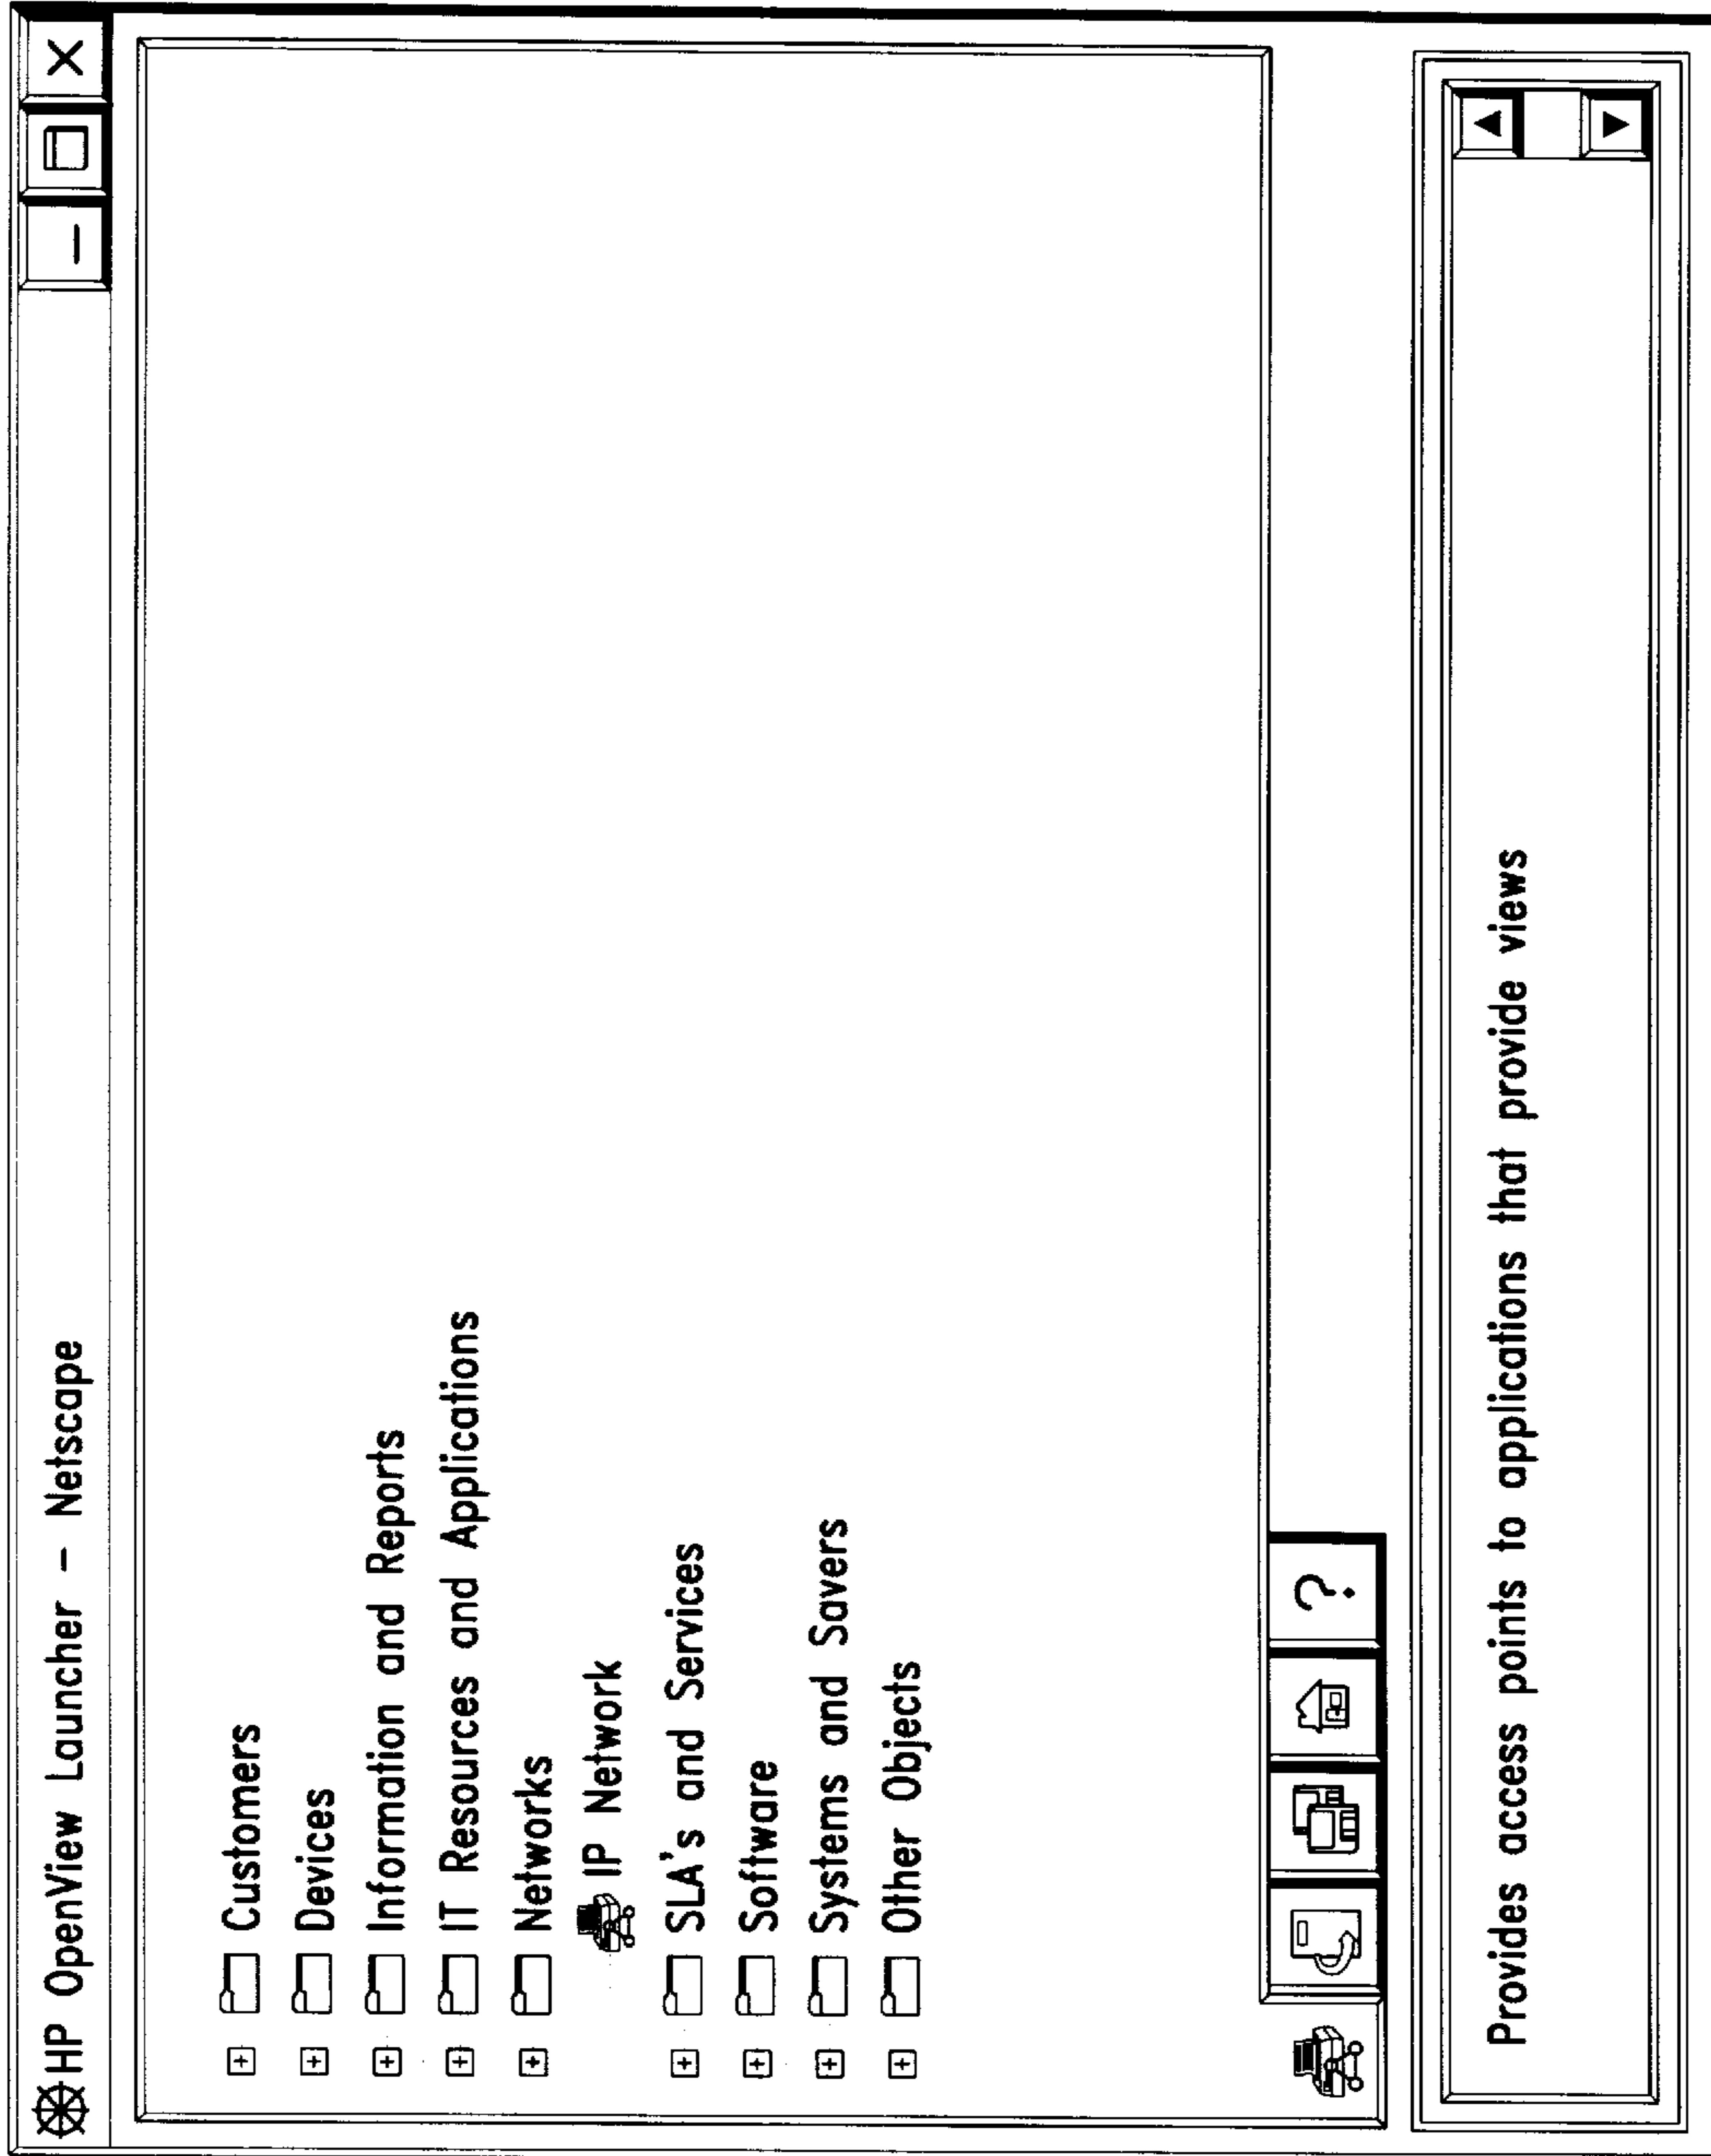 HP OpenView Launcher - Netscape
Customers
Devices
Information and Reports
IT Resources and Applications
Networks
IP Network
SLA's and Services
Software
Systems and Savers
Other Objects
?
Provides access points to applications that provide views